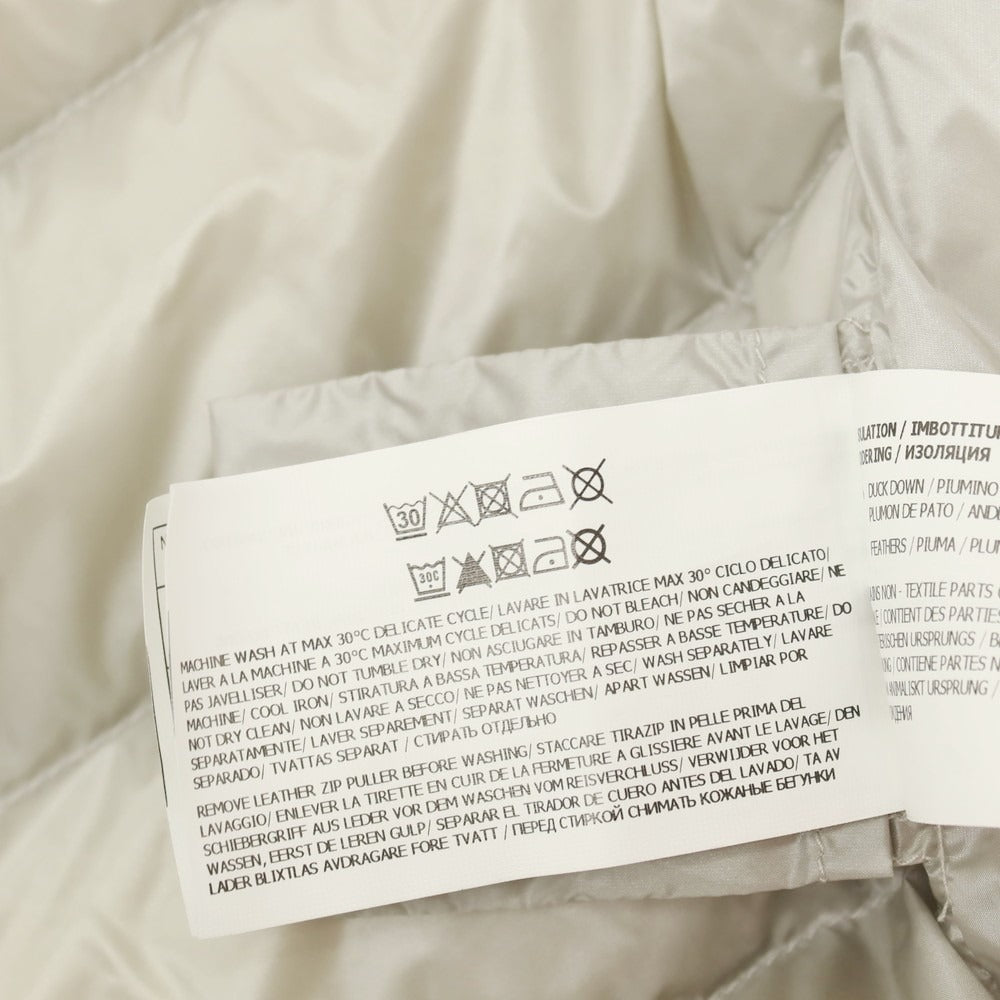 30
30C
MACHINE WASH AT MAX 30°C DELICATE CYCLE/ LAVARE IN LAVATRICE MAX 30° CICLO DELICATO/
LAVER A LA MACHINE A 30°C MAXIMUM CYCLE DELICATS/ DO NOT BLEACH/ NON CANDEGGIARE/ NE
PAS JAVELLISER/ DO NOT TUMBLE DRY/ NON ASCIUGARE IN TAMBURO/ NE PAS SECHER A LA
MACHINE/ COOL IRON/ STIRATURA A BASSA TEMPERATURA/ REPASSER A BASSE TEMPERATURE/ DO
NOT DRY CLEAN/ NON LAVARE A SECCO/ NE PAS NETTOYER A SEC/ WASH SEPARATELY/ LAVARE
SEPARATAMENTE/ LAVER SEPAREMENT/ SEPARAT WASCHEN/ APART WASSEN/ LIMPIAR POR
SEPARADO/ TVATTAS SEPARAT / СТИРАТЬ ОТДЕЛЬНО
REMOVE LEATHER ZIP PULLER BEFORE WASHING/ STACCARE TIRAZIP IN PELLE PRIMA DEL
LAVAGGIO/ ENLEVER LA TIRETTE EN CUIR DE LA FERMETURE A GLISSIERE AVANT LE LAVAGE/ DEN
SCHIEBERGRIFF AUS LEDER VOR DEM WASCHEN VOM REISVERCHLUSS/ VERWIJDER VOOR HET
WASSEN, EERST DE LEREN GULP/ SEPARAR EL TIRADOR DE CUERO ANTES DEL LAVADO/ TA AV
LADER BLIXTLAS AVDRAGARE FORE TVATT / ПЕРЕД СТИРКОЙ СНИМАТЬ КОЖАНЫЕ БЕГУНКИ
/ IMBOTTITUR
/ ИЗОЛЯЦИЯ
DUCK DOWN / PIUMINO
PLUMON DE PATO / AND
FEATHERS / PIUMA / PLUM
NON - TEXTILE PARTS
/ CONTIENT DES PARTIES
URSPRUNGS /
/ CONTIENE PARTES N
URSPRUNG /